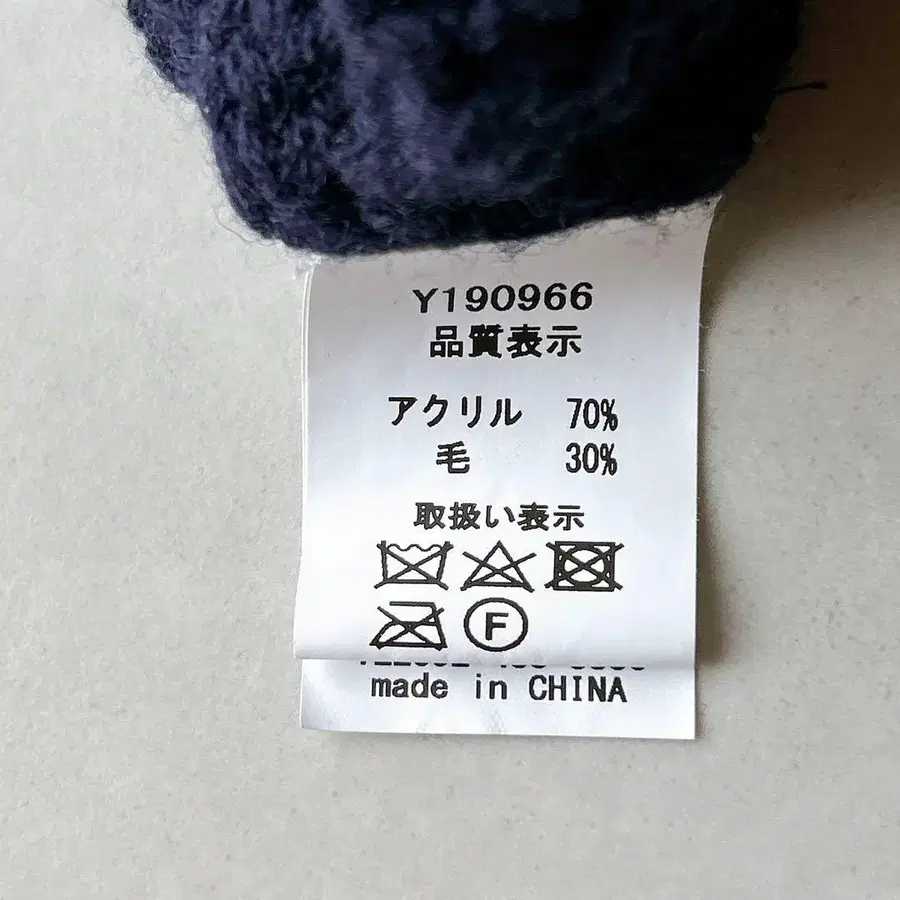 Y190966
品質表示
アクリル 70%
毛 30%
取扱い表示
F
made in CHINA